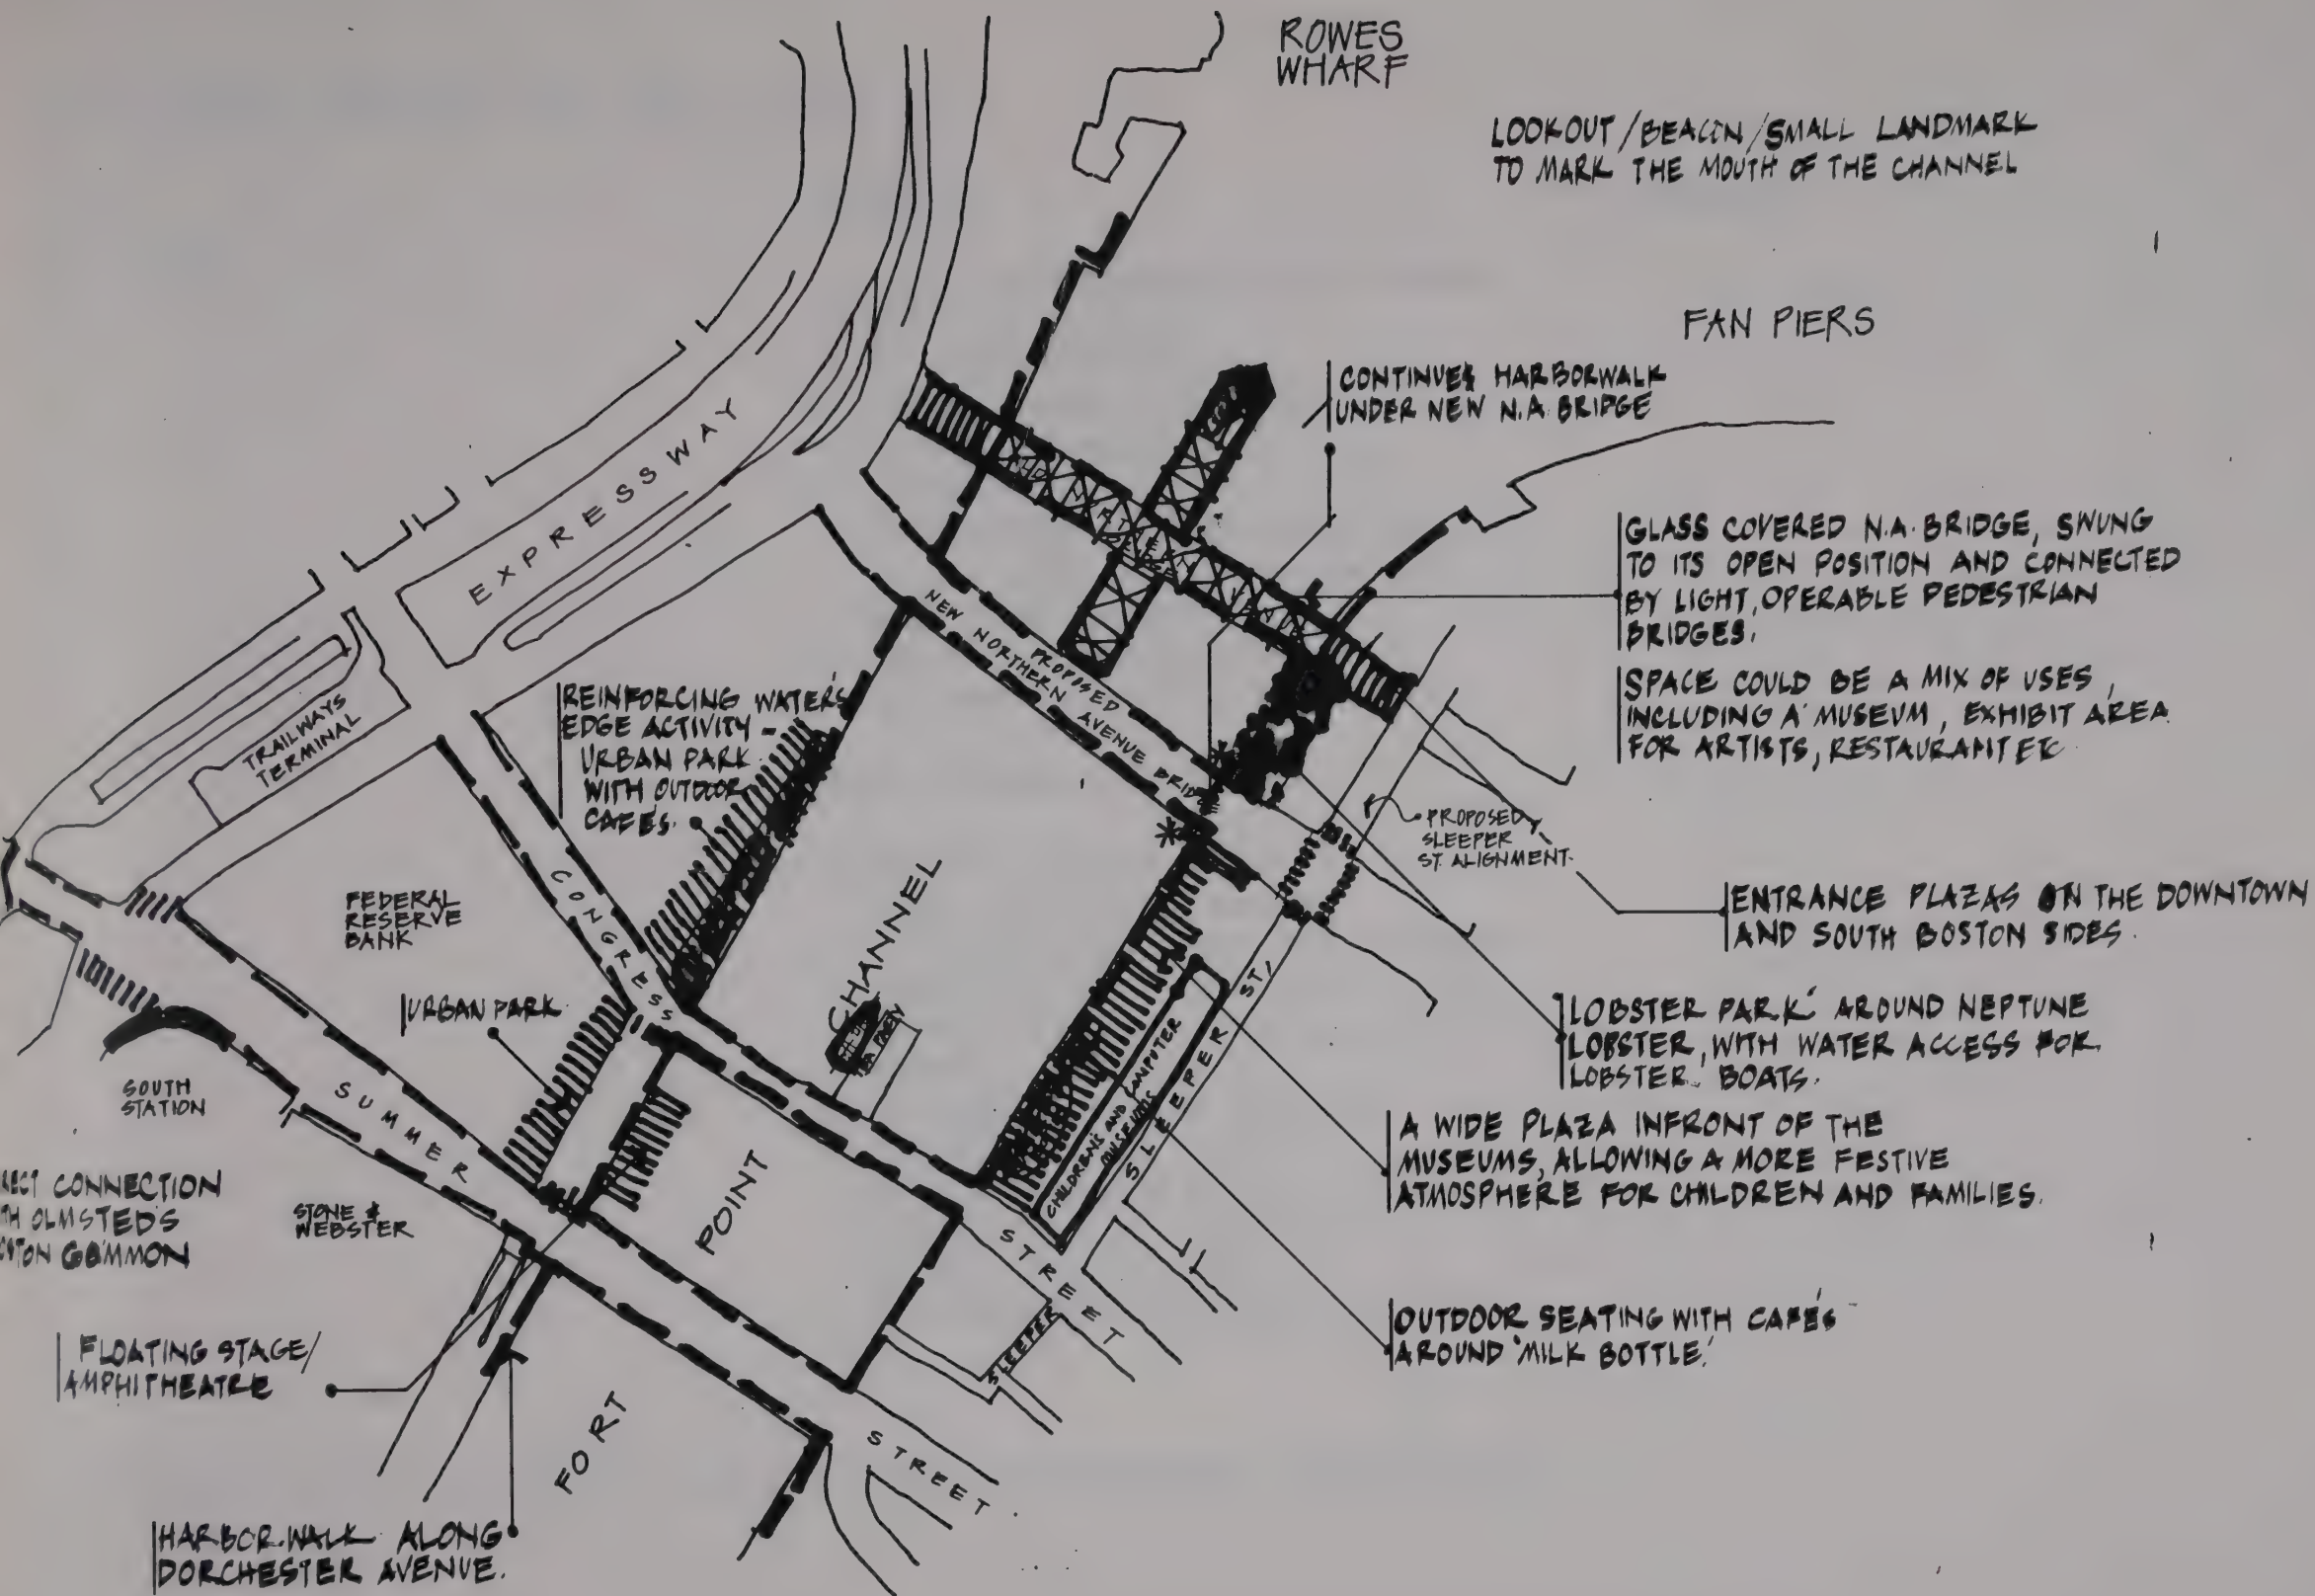 ROWES
WHARF
LOOKOUT/BEACON/SMALL LANDMARK
TO MARK THE MOUTH OF THE CHANNEL
FAN PIERS
CONTINUES HARBORWALK
UNDER NEW N.A. BRIDGE
EXPRESSWAY
GLASS COVERED N.A. BRIDGE, SWUNG
TO ITS OPEN POSITION AND CONNECTED
BY LIGHT, OPERABLE PEDESTRIAN
BRIDGES.
SPACE COULD BE A MIX OF USES,
INCLUDING A MUSEUM, EXHIBIT AREA
FOR ARTISTS, RESTAURANT ETC
PROPOSED
NEW NORTHERN AVENUE BRIDGE
REINFORCING WATER'S
EDGE ACTIVITY -
URBAN PARK
WITH OUTDOOR
CAFES.
TRAILWAYS
TERMINAL
PROPOSED
SLEEPER
ST. ALIGNMENT.
CONGRESS
STREET
FEDERAL
RESERVE
BANK
ENTRANCE PLAZAS ON THE DOWNTOWN
AND SOUTH BOSTON SIDES.
URBAN PARK
FORT
POINT
CHANNEL
SLEEPER ST.
'LOBSTER PARK' AROUND NEPTUNE
LOBSTER, WITH WATER ACCESS FOR
LOBSTER BOATS.
CHILDREN'S AND COMPUTER
MUSEUMS
SOUTH
STATION
SUMMER
STREET
A WIDE PLAZA INFRONT OF THE
MUSEUMS, ALLOWING A MORE FESTIVE
ATMOSPHERE FOR CHILDREN AND FAMILIES.
CONNECTION
OLMSTED'S
COMMON
STONE &
WEBSTER
OUTDOOR SEATING WITH CAFÉS
AROUND 'MILK BOTTLE.'
SLEEPER
FLOATING STAGE/
AMPHITHEATRE
HARBOR.WALK ALONG
DORCHESTER AVENUE.